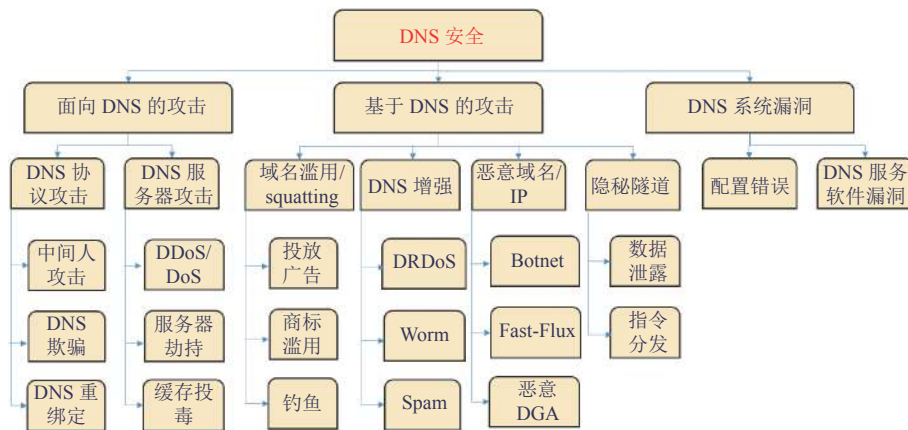 DNS 安全
面向 DNS 的攻击
基于 DNS 的攻击
DNS 系统漏洞
DNS 协
议攻击
DNS 服
务器攻击
域名滥用/
squatting
DNS 增强
恶意域名/
IP
隐秘隧道
配置错误
DNS 服务
软件漏洞
中间人
攻击
DDoS/
DoS
投放
广告
DRDoS
Botnet
数据
泄露
DNS
欺骗
服务器
劫持
商标
滥用
Worm
Fast-Flux
指令
分发
DNS 重
绑定
缓存投
毒
钓鱼
Spam
恶意
DGA